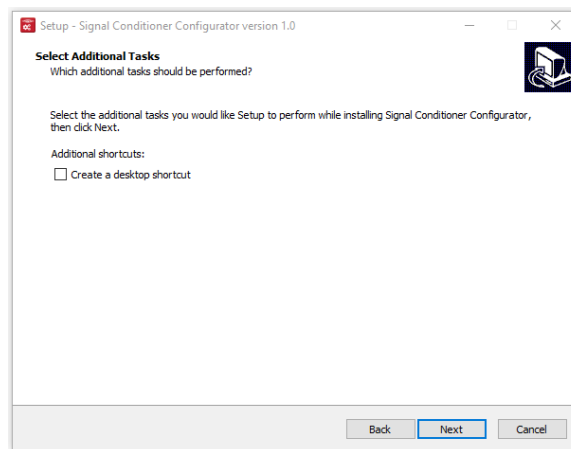 Setup - Signal Conditioner Configurator version 1.0
Select Additional Tasks
Which additional tasks should be performed?
Select the additional tasks you would like Setup to perform while installing Signal Conditioner Configurator,
then click Next.
Additional shortcuts:
Create a desktop shortcut
Back Next Cancel